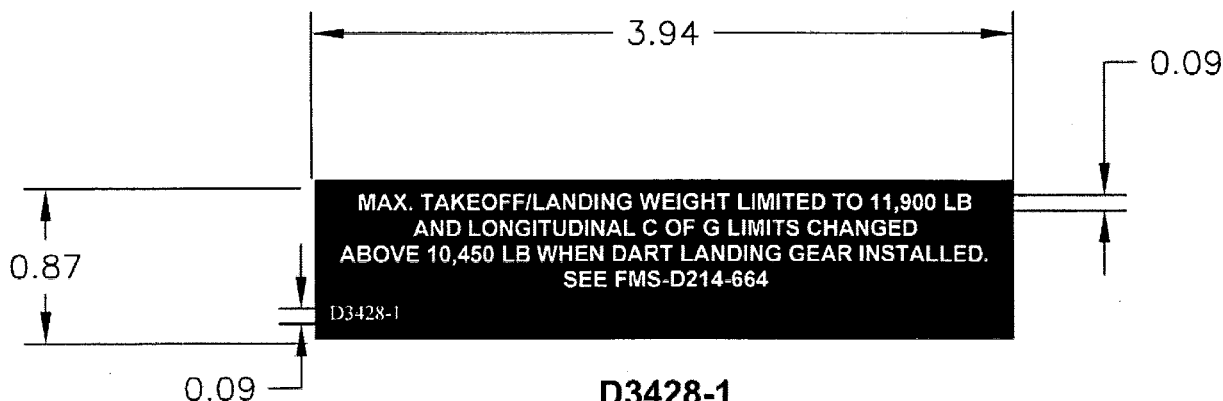 3.94
0.09
MAX. TAKEOFF/LANDING WEIGHT LIMITED TO 11,900 LB
AND LONGITUDINAL C OF G LIMITS CHANGED
ABOVE 10,450 LB WHEN DART LANDING GEAR INSTALLED.
SEE FMS-D214-664
0.87
D3428-1
0.09
D3428-1